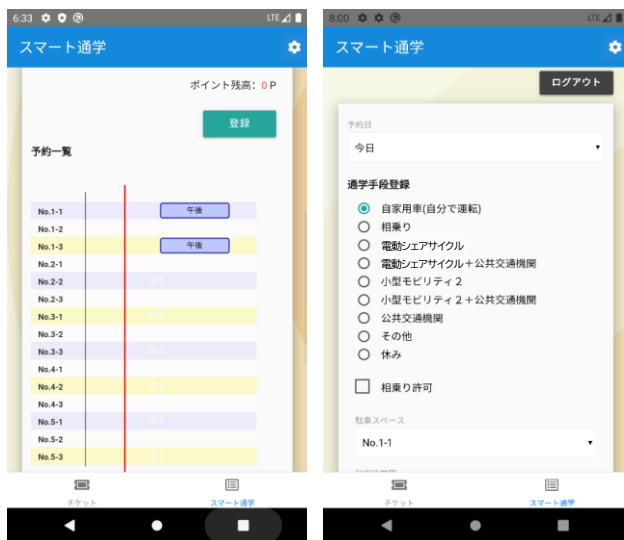 6:33
LTE
スマート通学
ポイント残高: 0 P
登録
予約一覧
No.1-1
午後
No.1-2
No.1-3
午後
No.2-1
No.2-2
No.2-3
No.3-1
No.3-2
No.3-3
No.4-1
No.4-2
No.4-3
No.5-1
No.5-2
No.5-3
チケット
スマート通学
8:00
LTE
スマート通学
ログアウト
予約日
今日
通学手段登録
自家用車(自分で運転)
相乗り
電動シェアサイクル
電動シェアサイクル＋公共交通機関
小型モビリティ２
小型モビリティ２＋公共交通機関
公共交通機関
その他
休み
相乗り許可
駐車スペース
No.1-1
チケット
スマート通学